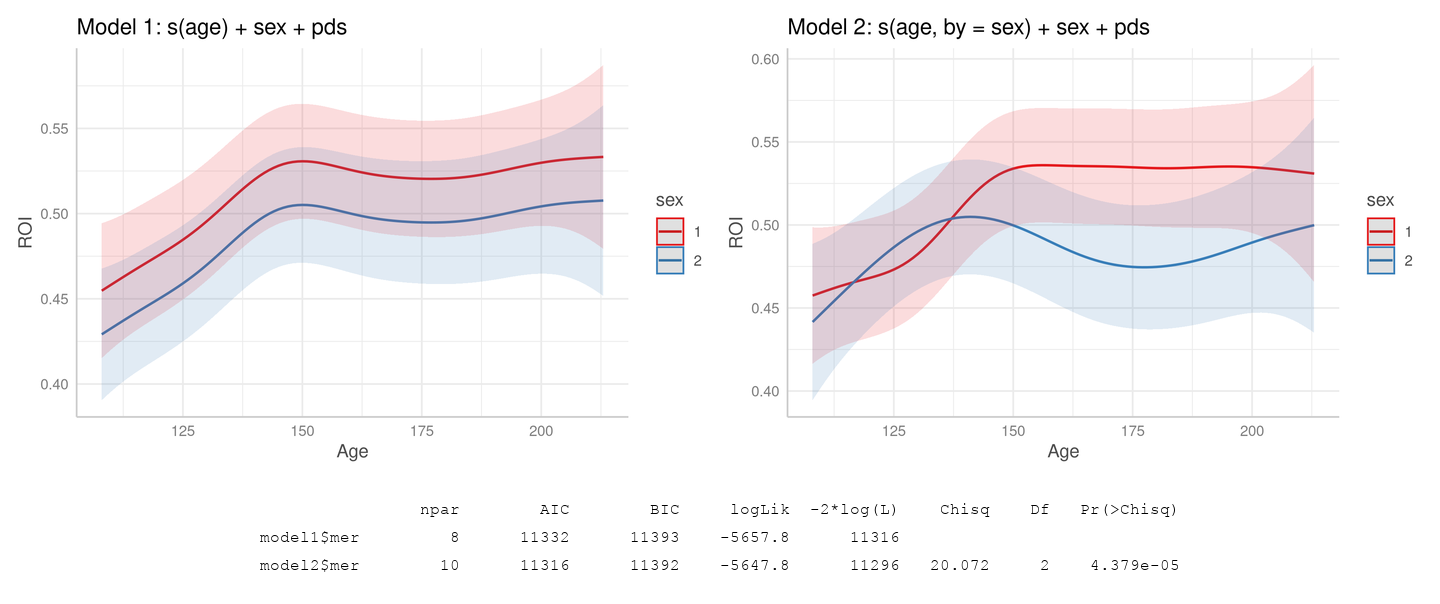 Model 1: s(age) + sex + pds
ROI
0.55
0.50
0.45
0.40
125 150 175 200
Age
sex
1
2
Model 2: s(age, by = sex) + sex + pds
ROI
0.60
0.55
0.50
0.45
0.40
125 150 175 200
Age
sex
1
2
npar AIC BIC logLik -2*log(L) Chisq Df Pr(>Chisq)
model1$mer 8 11332 11393 -5657.8 11316
model2$mer 10 11316 11392 -5647.8 11296 20.072 2 4.379e-05